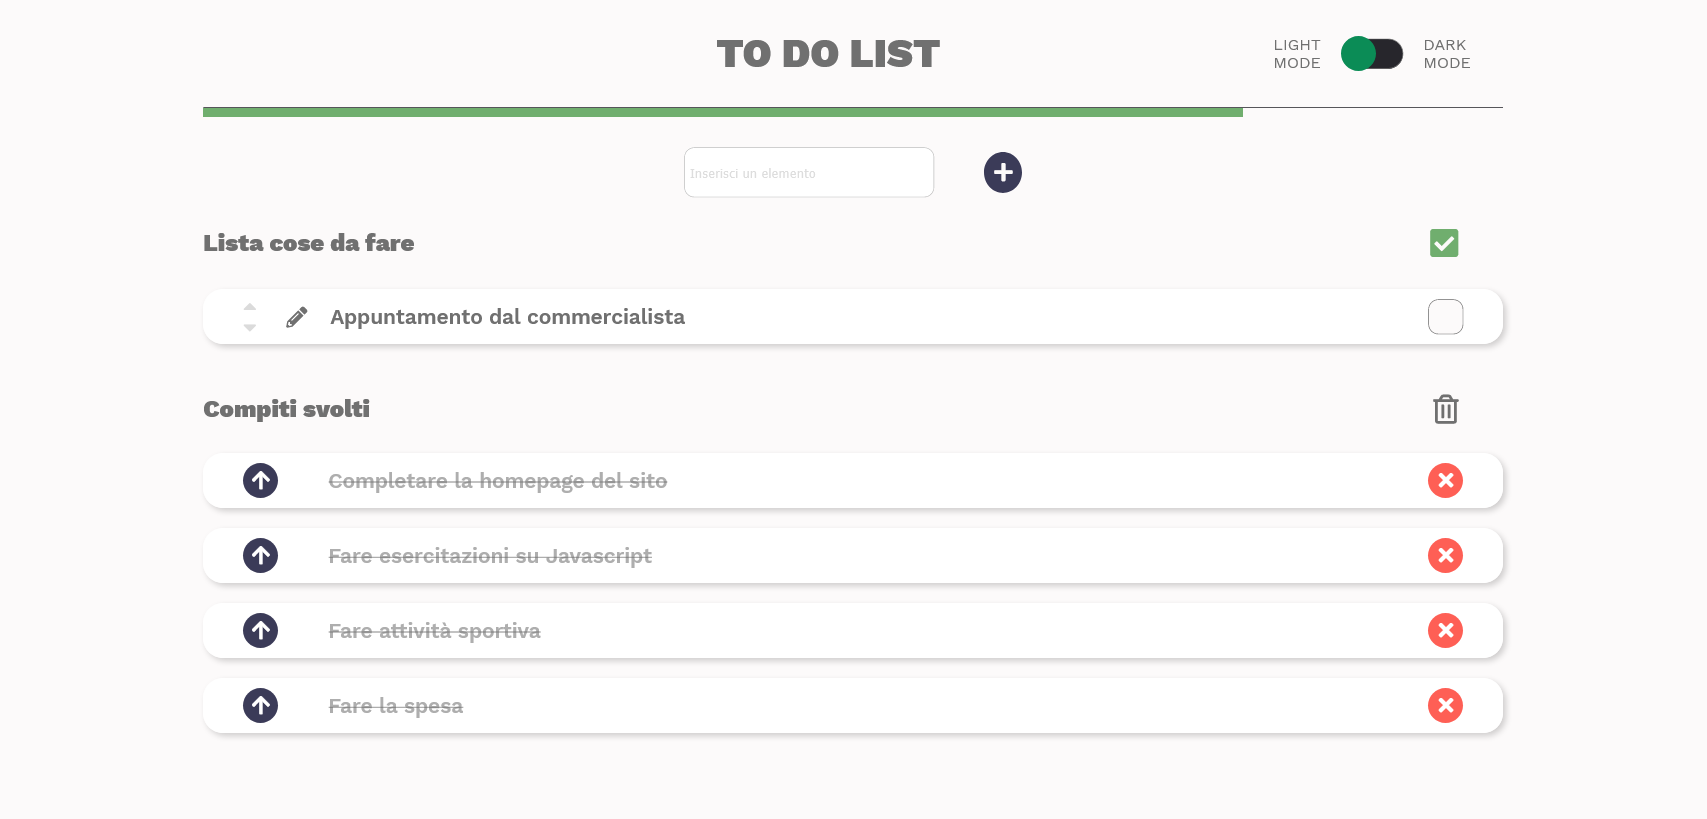 TO DO LIST
LIGHT
MODE
DARK
MODE
Inserisci un elemento
Lista cose da fare
Appuntamento dal commercialista
Compiti svolti
Completare la homepage del sito
Fare esercitazioni su Javascript
Fare attività sportiva
Fare la spesa